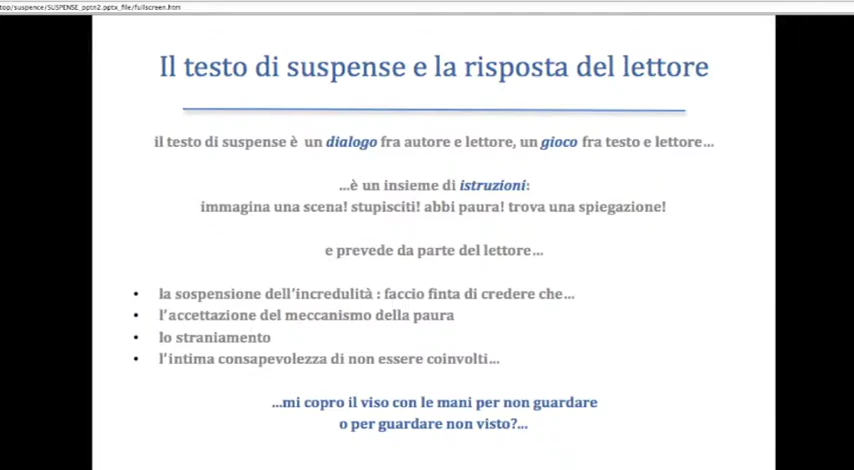 top/suspence/SUSPENSE_pptn2.pptx_file/fullscreen.htm
Il testo di suspense e la risposta del lettore
il testo di suspense è un dialogo fra autore e lettore, un gioco fra testo e lettore…
…è un insieme di istruzioni:
immagina una scena! stupisciti! abbi paura! trova una spiegazione!
e prevede da parte del lettore…
• la sospensione dell'incredulità : faccio finta di credere che…
• l'accettazione del meccanismo della paura
• lo straniamento
• l'intima consapevolezza di non essere coinvolti…
…mi copro il viso con le mani per non guardare
o per guardare non visto?…